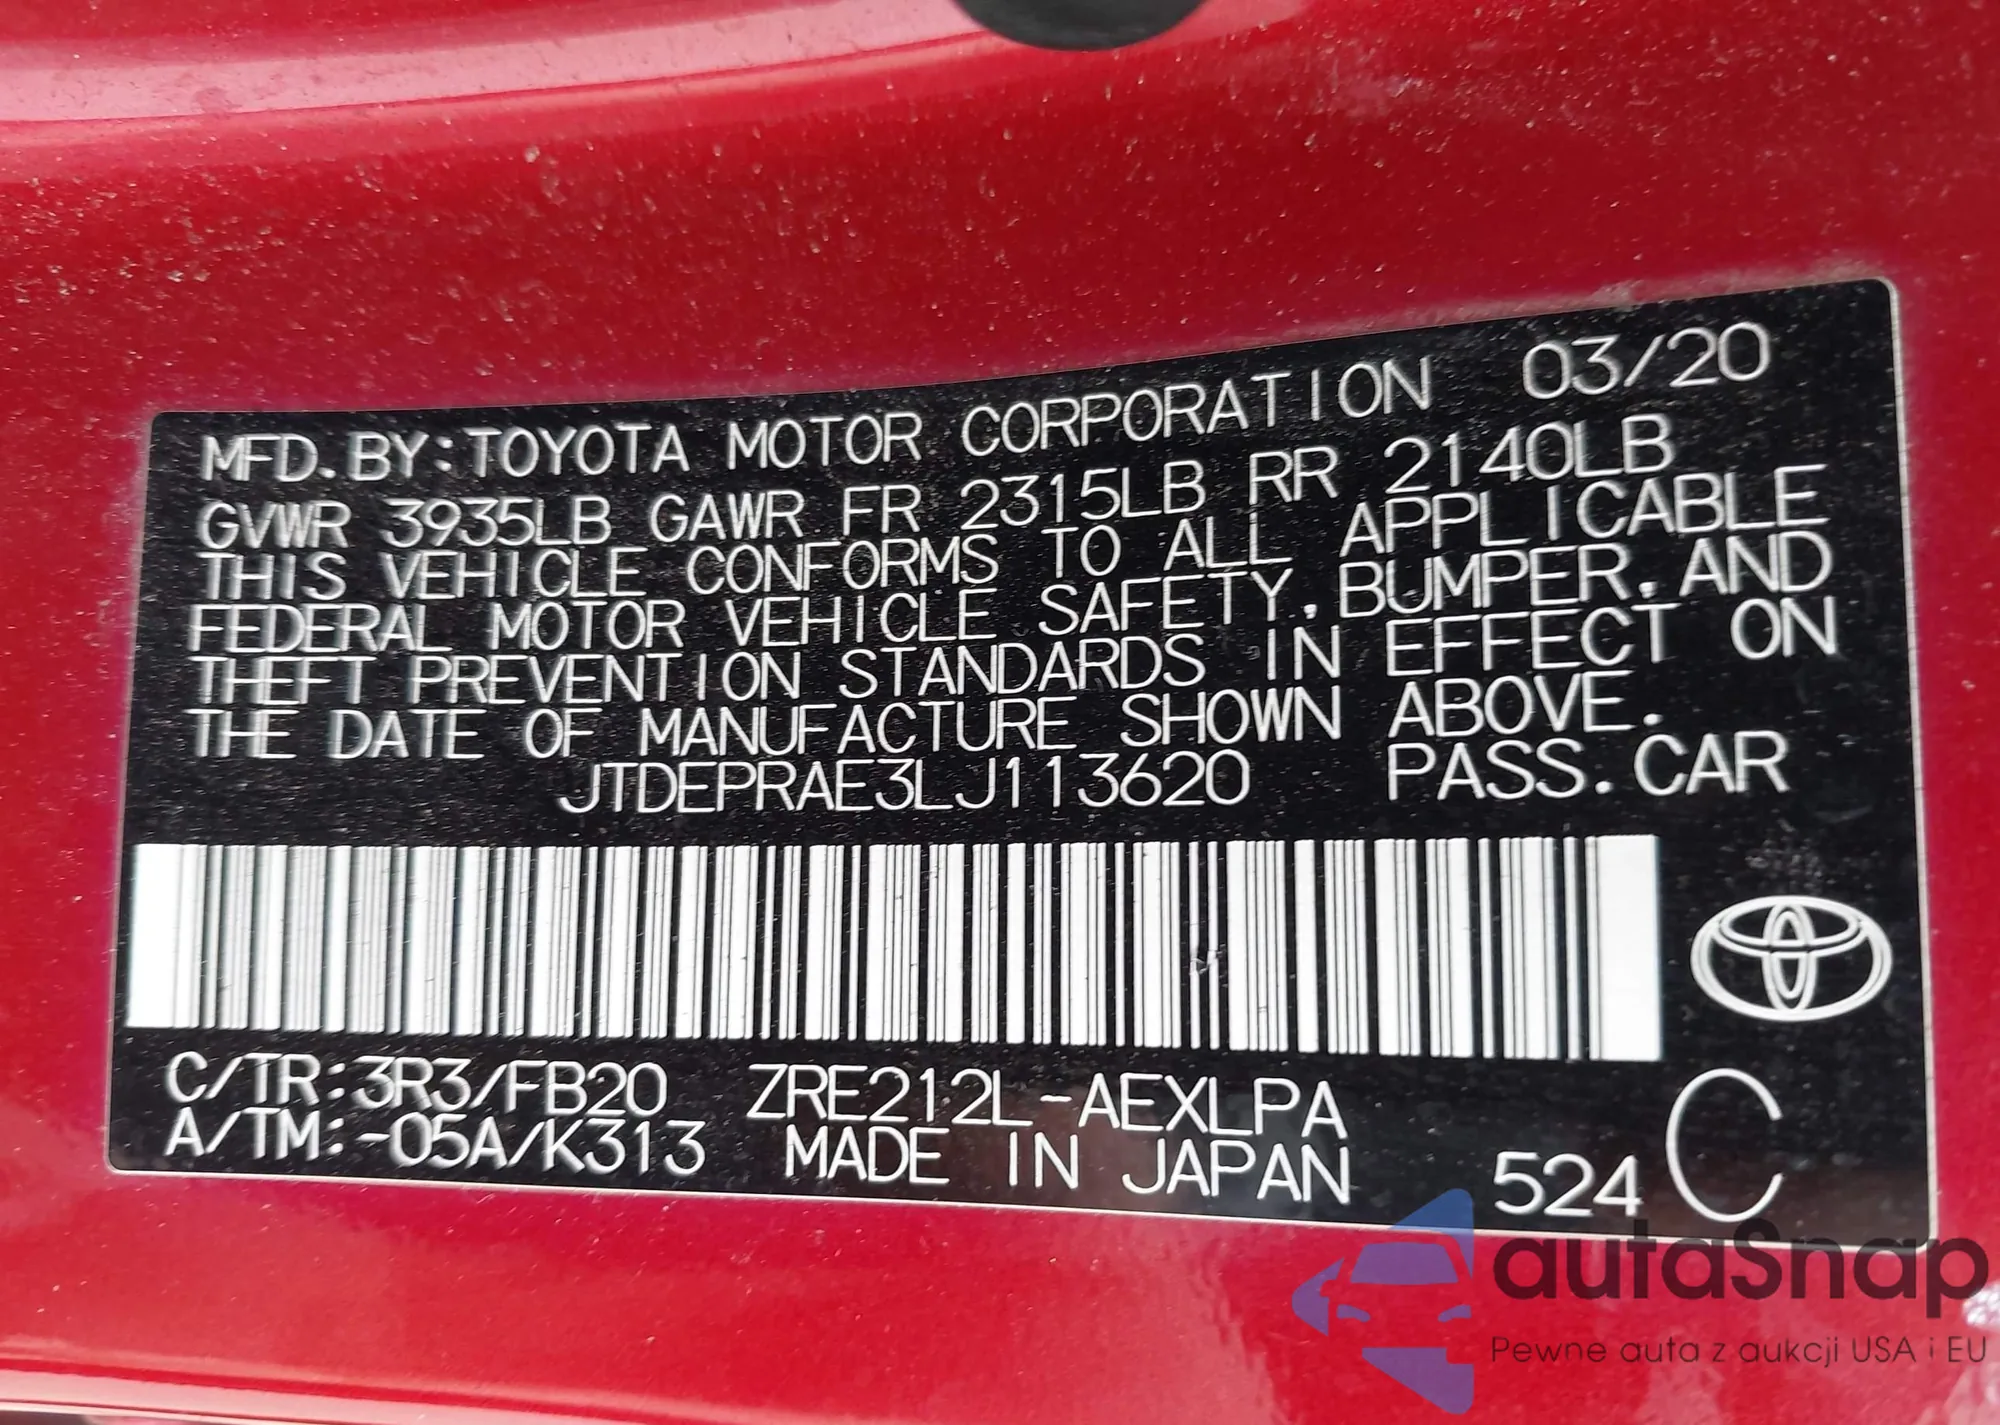 MFD.BY:TOYOTA MOTOR CORPORATION 03/20
GVWR 3935LB GAWR FR 2315LB RR 2140LB
THIS VEHICLE CONFORMS TO ALL APPLICABLE
FEDERAL MOTOR VEHICLE SAFETY,BUMPER,AND
THEFT PREVENTION STANDARDS IN EFFECT ON
THE DATE OF MANUFACTURE SHOWN ABOVE.
JTDEPRAE3LJ113620 PASS.CAR
C/TR:3R3/FB20 ZRE212L-AEXLPA
A/TM:-05A/K313 MADE IN JAPAN 524 C
autaSnap
Pewne auta z aukcji USA i EU